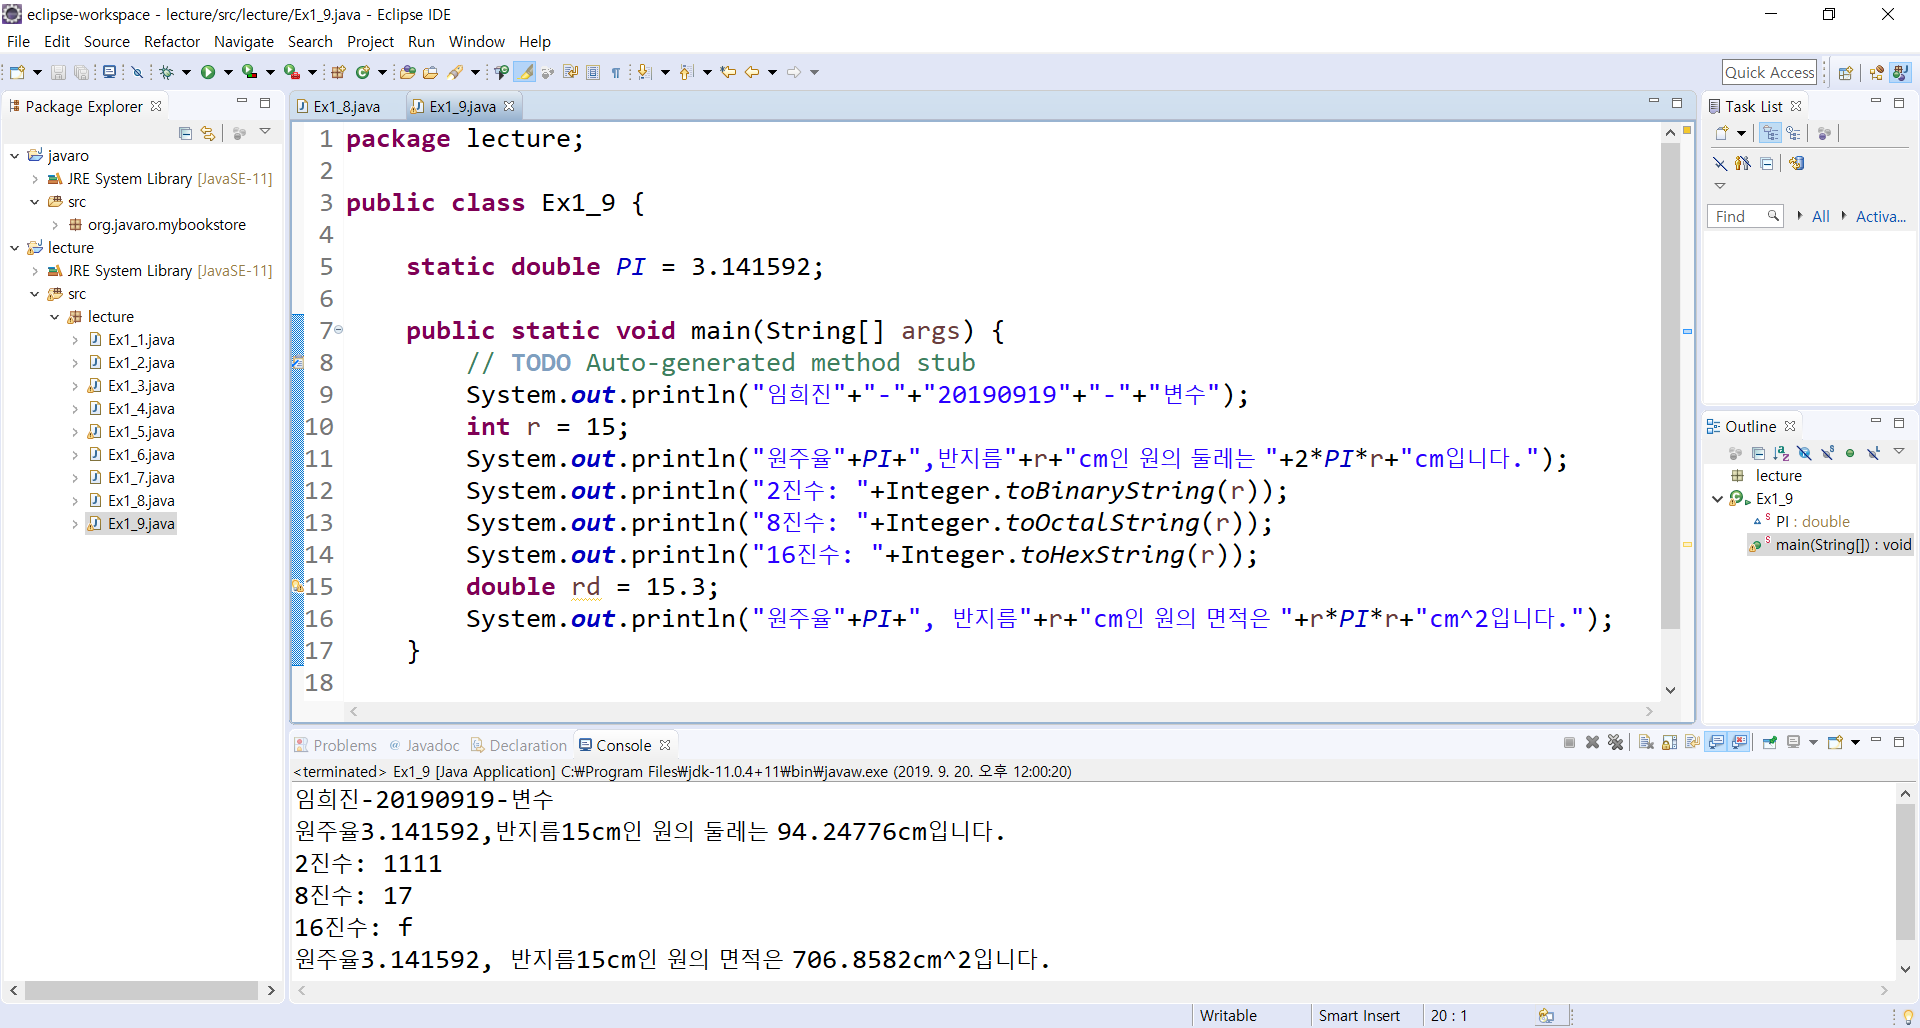 eclipse-workspace - lecture/src/lecture/Ex1_9.java - Eclipse IDE
File Edit Source Refactor Navigate Search Project Run Window Help
Quick Access
Package Explorer
javaro
JRE System Library [JavaSE-11]
src
org.javaro.mybookstore
lecture
JRE System Library [JavaSE-11]
src
lecture
Ex1_1.java
Ex1_2.java
Ex1_3.java
Ex1_4.java
Ex1_5.java
Ex1_6.java
Ex1_7.java
Ex1_8.java
Ex1_9.java
Ex1_8.java Ex1_9.java
1 package lecture;
2
3 public class Ex1_9 {
4
5 static double PI = 3.141592;
6
7 public static void main(String[] args) {
8 // TODO Auto-generated method stub
9 System.out.println("임희진"+"-"+"20190919"+"-"+"변수");
10 int r = 15;
11 System.out.println("원주율"+PI+",반지름"+r+"cm인 원의 둘레는 "+2*PI*r+"cm입니다.");
12 System.out.println("2진수: "+Integer.toBinaryString(r));
13 System.out.println("8진수: "+Integer.toOctalString(r));
14 System.out.println("16진수: "+Integer.toHexString(r));
15 double rd = 15.3;
16 System.out.println("원주율"+PI+", 반지름"+r+"cm인 원의 면적은 "+r*PI*r+"cm^2입니다.");
17 }
18
Task List
Find All Activa...
Outline
lecture
Ex1_9
PI : double
main(String[]) : void
Problems Javadoc Declaration Console
<terminated> Ex1_9 [Java Application] C:₩Program Files₩jdk-11.0.4+11₩bin₩javaw.exe (2019. 9. 20. 오후 12:00:20)
임희진-20190919-변수
원주율3.141592,반지름15cm인 원의 둘레는 94.24776cm입니다.
2진수: 1111
8진수: 17
16진수: f
원주율3.141592, 반지름15cm인 원의 면적은 706.8582cm^2입니다.
Writable Smart Insert 20 : 1